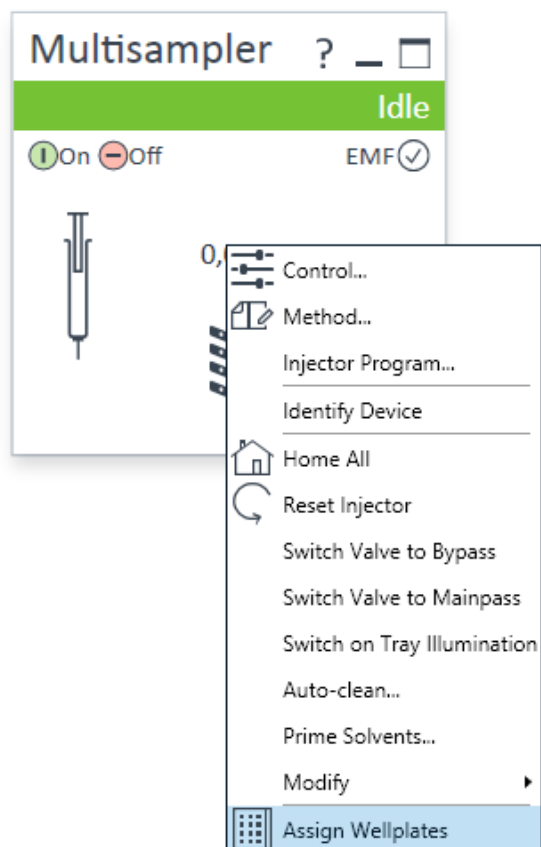 Multisampler ?
Idle
On Off EMF
0,
Control...
Method...
Injector Program...
Identify Device
Home All
Reset Injector
Switch Valve to Bypass
Switch Valve to Mainpass
Switch on Tray Illumination
Auto-clean...
Prime Solvents...
Modify
Assign Wellplates